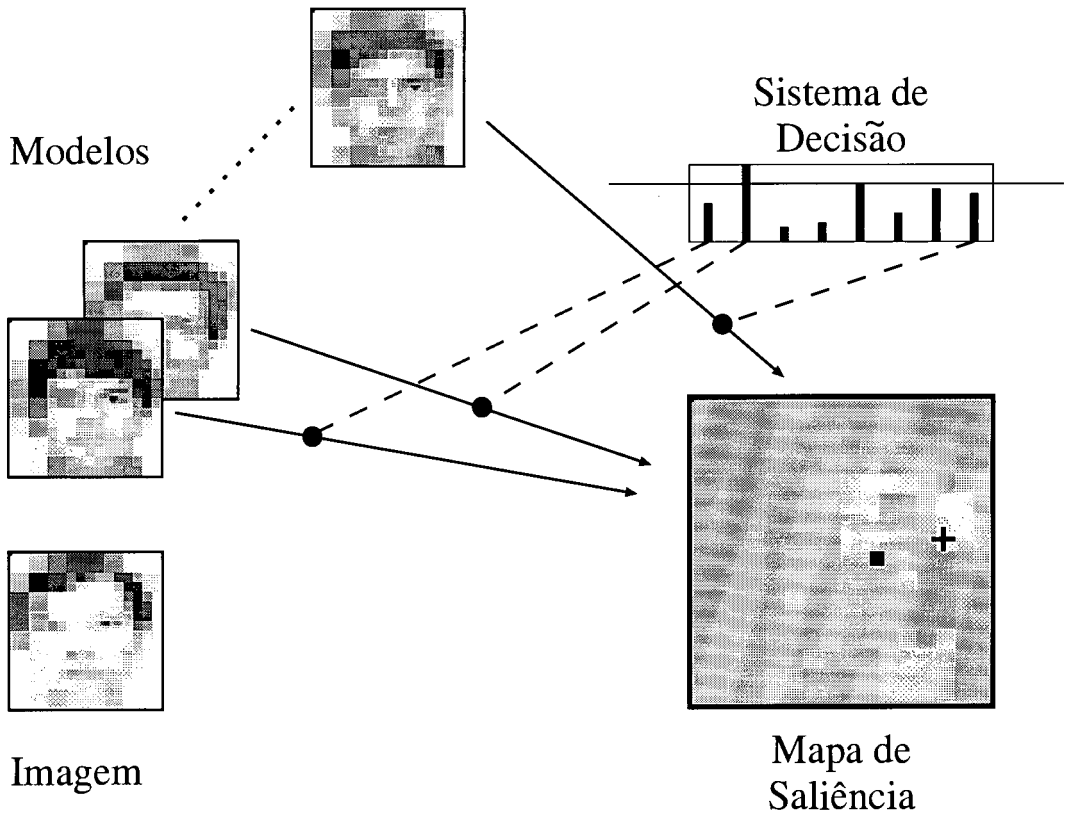 Sistema de
Decisão
Modelos
Imagem
Mapa de
Saliência